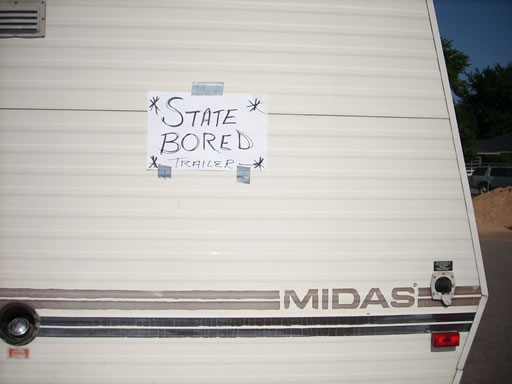 STATE
BORED
TRAILER
MIDAS